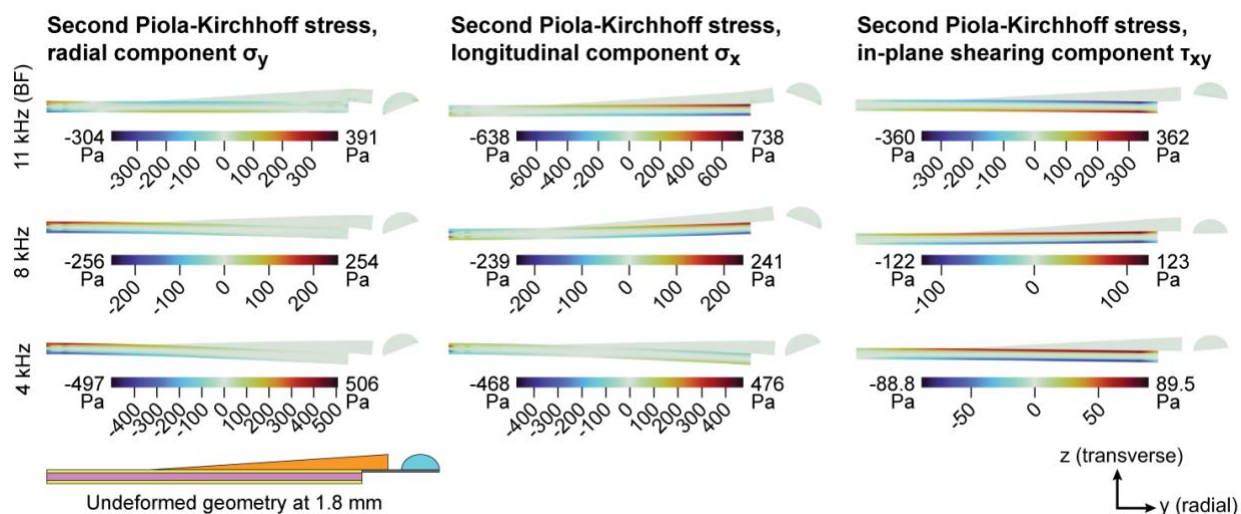 Second Piola-Kirchhoff stress,
radial component σy
Second Piola-Kirchhoff stress,
longitudinal component σx
Second Piola-Kirchhoff stress,
in-plane shearing component τxy
11 kHz (BF)
-304
Pa
-300 -200 -100 0 100 200 300
391
Pa
-638
Pa
-600 -400 -200 0 200 400 600
738
Pa
-360
Pa
-300 -200 -100 0 100 200 300
362
Pa
8 kHz
-256
Pa
-200 -100 0 100 200
254
Pa
-239
Pa
-200 -100 0 100 200
241
Pa
-122
Pa
-100 0 100
123
Pa
4 kHz
-497
Pa
-400 -300 -200 -100 0 100 200 300 400 500
506
Pa
-468
Pa
-400 -300 -200 -100 0 100 200 300 400
476
Pa
-88.8
Pa
-50 0 50
89.5
Pa
Undeformed geometry at 1.8 mm
z (transverse)
y (radial)